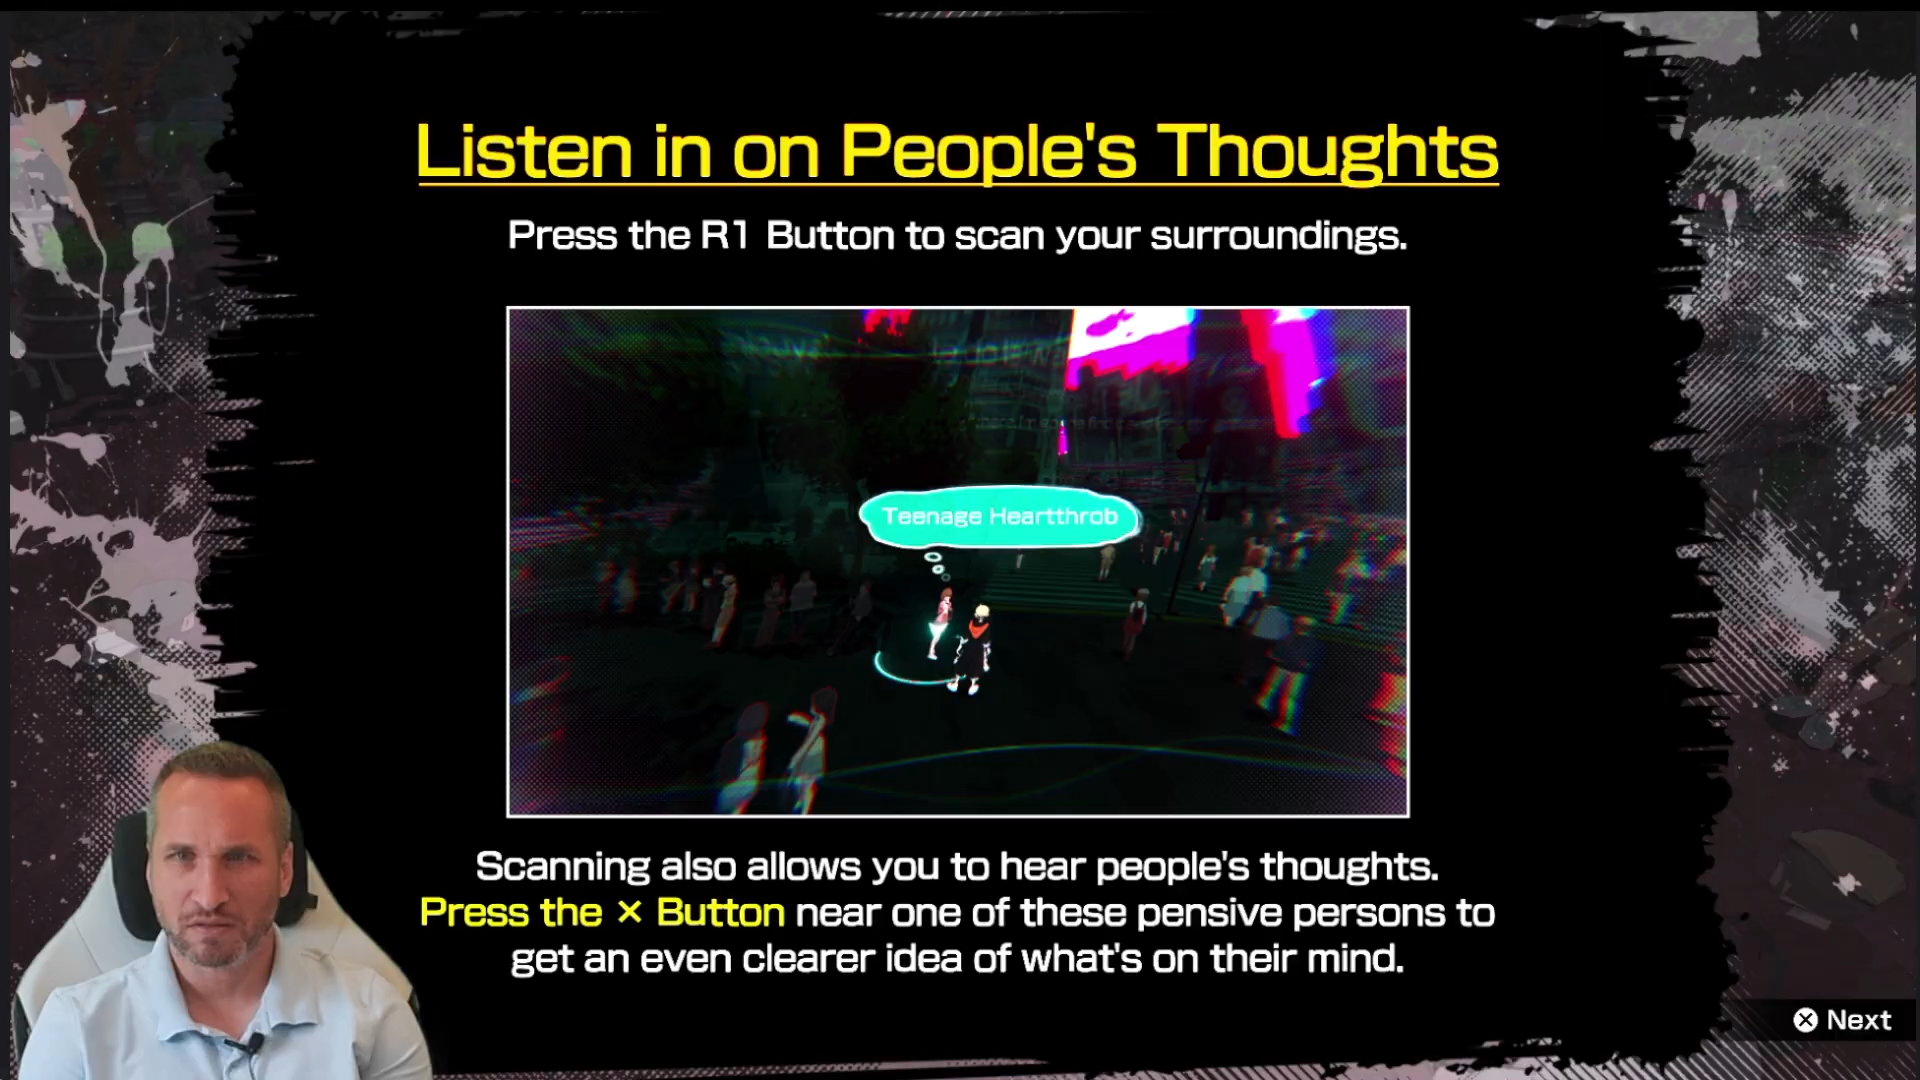 Listen in on People's Thoughts
Press the R1 Button to scan your surroundings.
Teenage Heartthrob
Scanning also allows you to hear people's thoughts.
Press the × Button near one of these pensive persons to
get an even clearer idea of what's on their mind.
Next